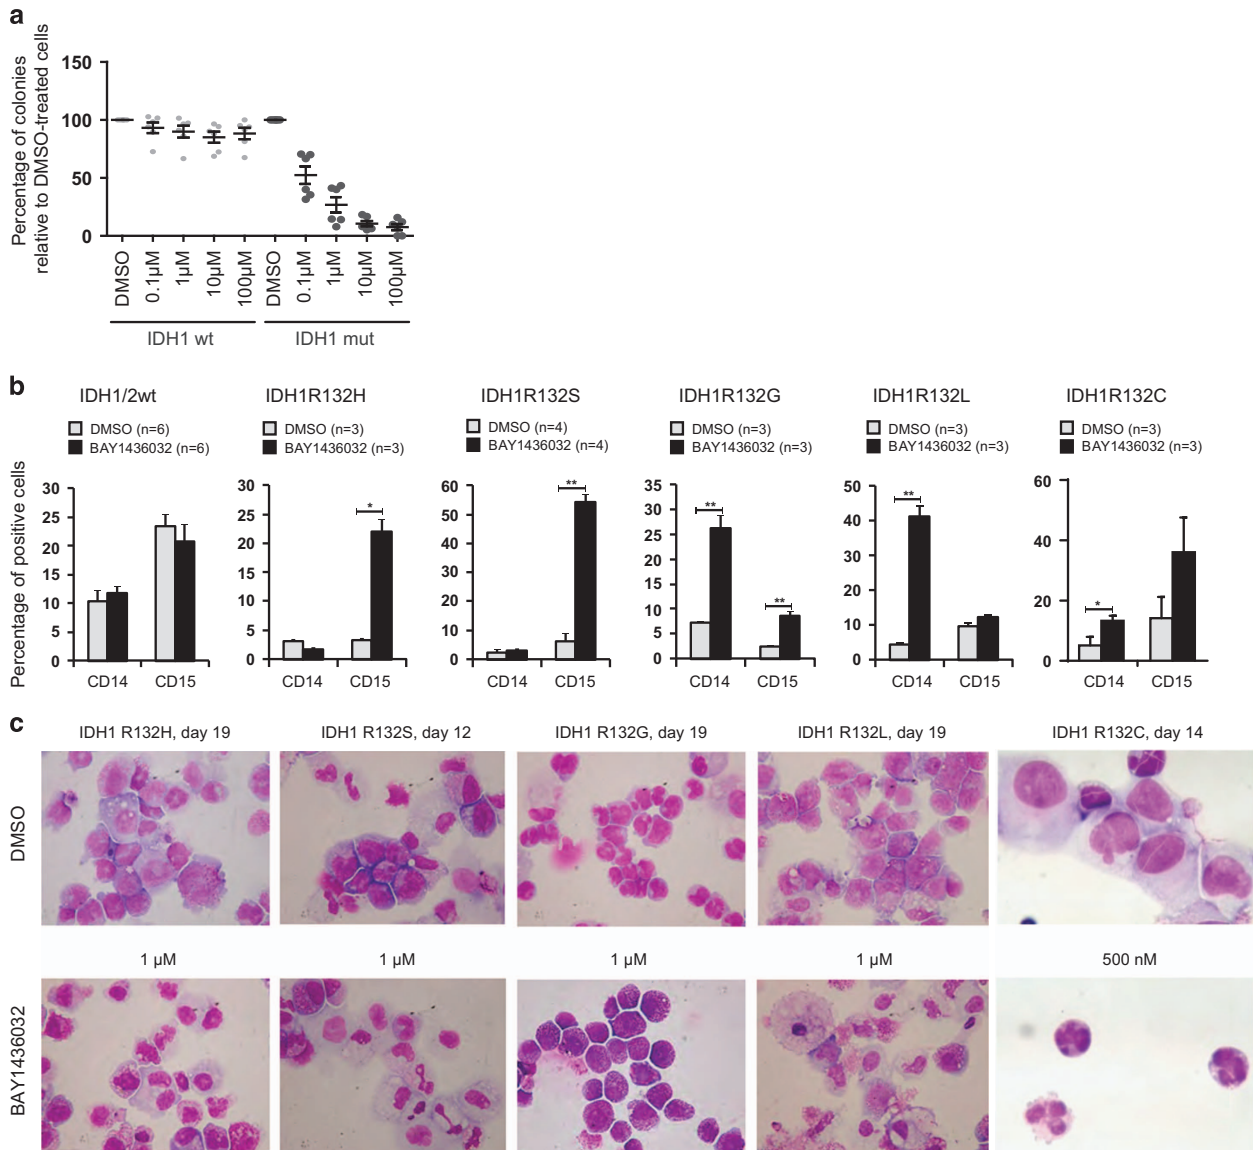 a
Percentage of colonies
relative to DMSO-treated cells
150
100
50
0
DMSO
0.1µM
1µM
10µM
100µM
DMSO
0.1µM
1µM
10µM
100µM
IDH1 wt
IDH1 mut
b
Percentage of positive cells
IDH1/2wt
DMSO (n=6)
BAY1436032 (n=6)
30
25
20
15
10
5
0
CD14
CD15
IDH1R132H
DMSO (n=3)
BAY1436032 (n=3)
30
25
20
15
10
5
0
*
CD14
CD15
IDH1R132S
DMSO (n=4)
BAY1436032 (n=4)
60
50
40
30
20
10
0
**
CD14
CD15
IDH1R132G
DMSO (n=3)
BAY1436032 (n=3)
35
30
25
20
15
10
5
0
**
**
CD14
CD15
IDH1R132L
DMSO (n=3)
BAY1436032 (n=3)
50
40
30
20
10
0
**
CD14
CD15
IDH1R132C
DMSO (n=3)
BAY1436032 (n=3)
60
40
20
0
*
CD14
CD15
c
IDH1 R132H, day 19
IDH1 R132S, day 12
IDH1 R132G, day 19
IDH1 R132L, day 19
IDH1 R132C, day 14
DMSO
1 µM
1 µM
1 µM
1 µM
500 nM
BAY1436032